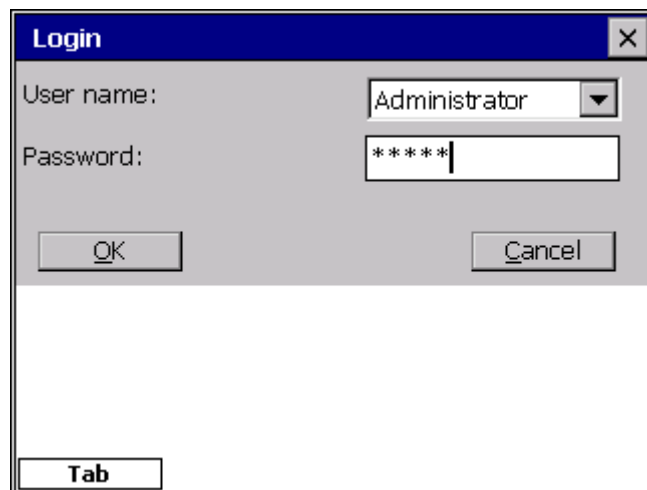 Login
User name: Administrator
Password: *****
OK Cancel
Tab